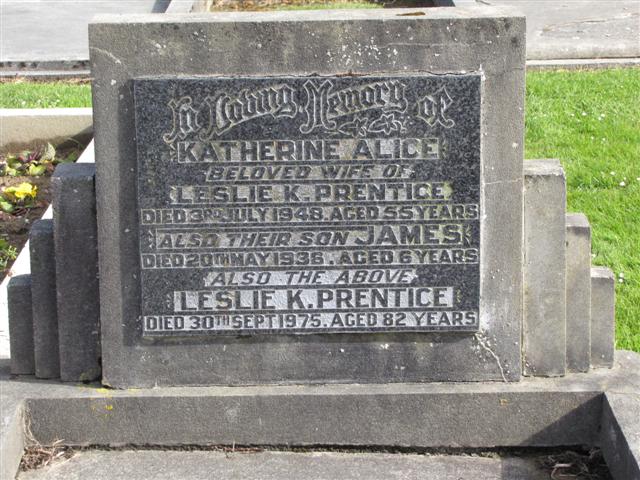 In Loving Memory of
KATHERINE ALICE
BELOVED WIFE OF
LESLIE K. PRENTICE
DIED 3RD JULY 1948. AGED 55 YEARS
ALSO THEIR SON JAMES
DIED 20TH MAY 1936. AGED 6 YEARS
ALSO THE ABOVE
LESLIE K. PRENTICE
DIED 30TH SEPT 1975. AGED 82 YEARS